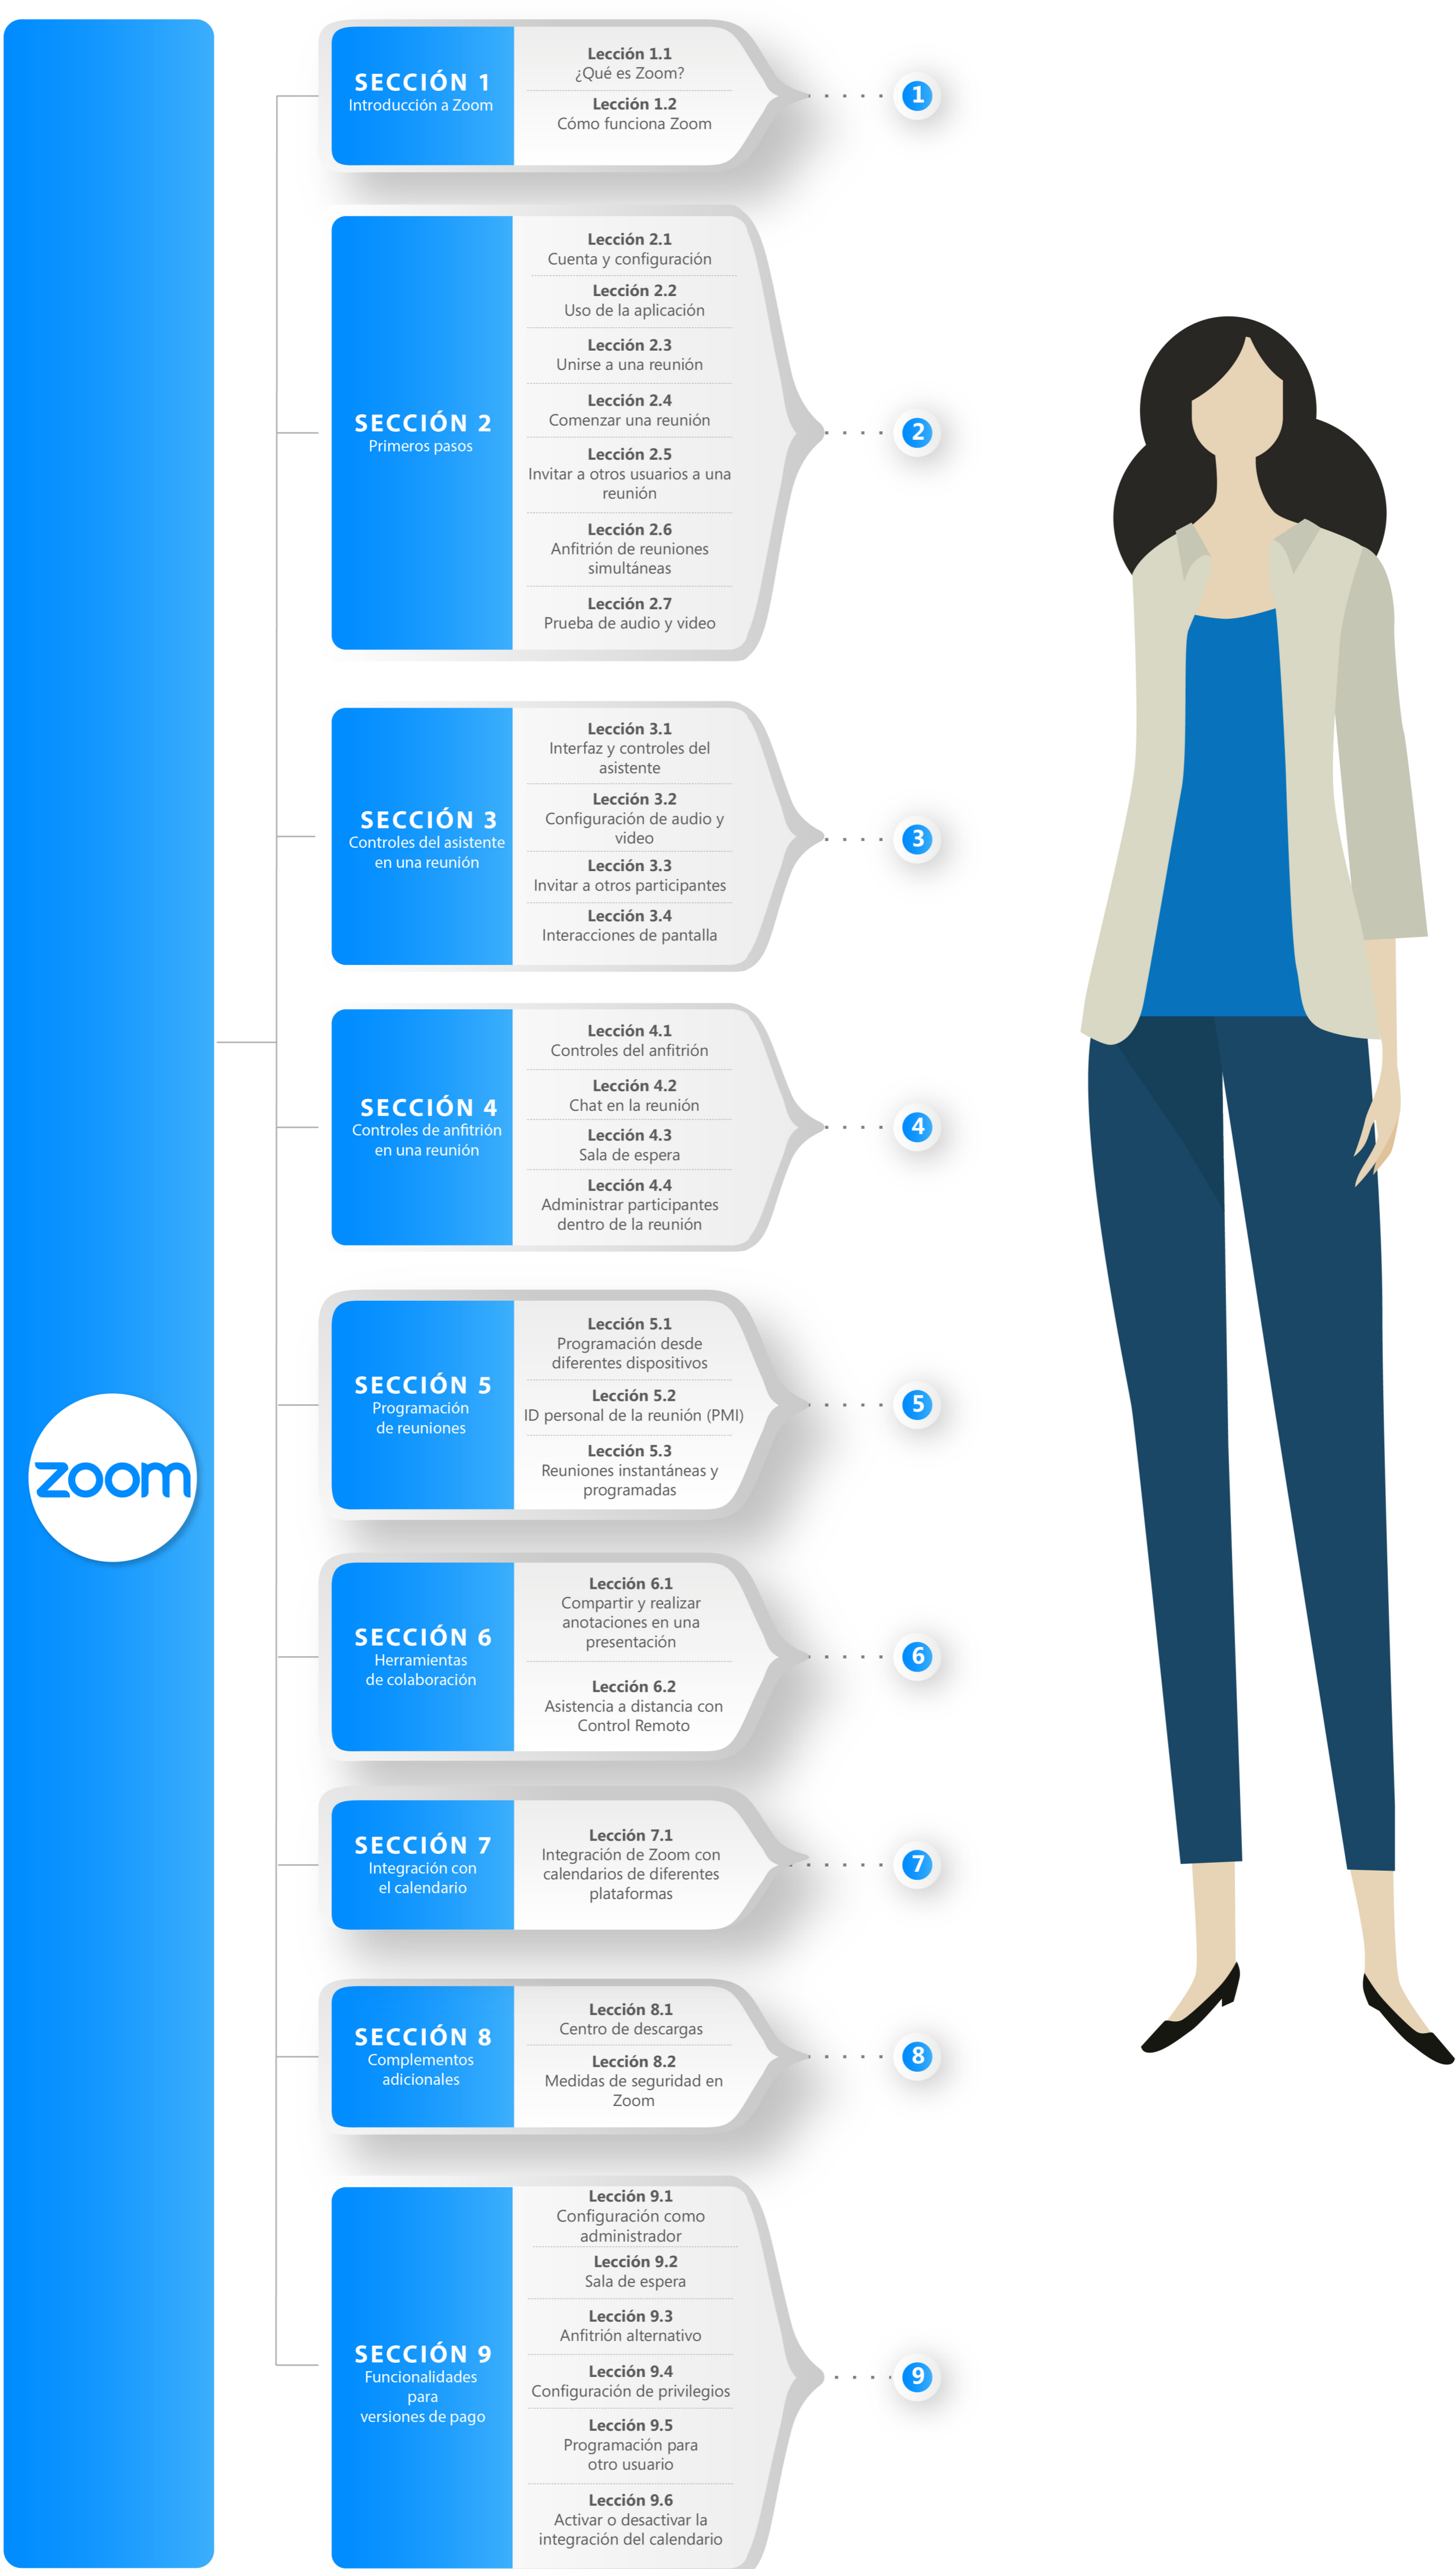 zoom
SECCIÓN 1
Introducción a Zoom
Lección 1.1
¿Qué es Zoom?
Lección 1.2
Cómo funciona Zoom
1
SECCIÓN 2
Primeros pasos
Lección 2.1
Cuenta y configuración
Lección 2.2
Uso de la aplicación
Lección 2.3
Unirse a una reunión
Lección 2.4
Comenzar una reunión
Lección 2.5
Invitar a otros usuarios a una
reunión
Lección 2.6
Anfitrión de reuniones
simultáneas
Lección 2.7
Prueba de audio y video
2
SECCIÓN 3
Controles del asistente
en una reunión
Lección 3.1
Interfaz y controles del
asistente
Lección 3.2
Configuración de audio y
video
Lección 3.3
Invitar a otros participantes
Lección 3.4
Interacciones de pantalla
3
SECCIÓN 4
Controles de anfitrión
en una reunión
Lección 4.1
Controles del anfitrión
Lección 4.2
Chat en la reunión
Lección 4.3
Sala de espera
Lección 4.4
Administrar participantes
dentro de la reunión
4
SECCIÓN 5
Programación
de reuniones
Lección 5.1
Programación desde
diferentes dispositivos
Lección 5.2
ID personal de la reunión (PMI)
Lección 5.3
Reuniones instantáneas y
programadas
5
SECCIÓN 6
Herramientas
de colaboración
Lección 6.1
Compartir y realizar
anotaciones en una
presentación
Lección 6.2
Asistencia a distancia con
Control Remoto
6
SECCIÓN 7
Integración con
el calendario
Lección 7.1
Integración de Zoom con
calendarios de diferentes
plataformas
7
SECCIÓN 8
Complementos
adicionales
Lección 8.1
Centro de descargas
Lección 8.2
Medidas de seguridad en
Zoom
8
SECCIÓN 9
Funcionalidades
para
versiones de pago
Lección 9.1
Configuración como
administrador
Lección 9.2
Sala de espera
Lección 9.3
Anfitrión alternativo
Lección 9.4
Configuración de privilegios
Lección 9.5
Programación para
otro usuario
Lección 9.6
Activar o desactivar la
integración del calendario
9